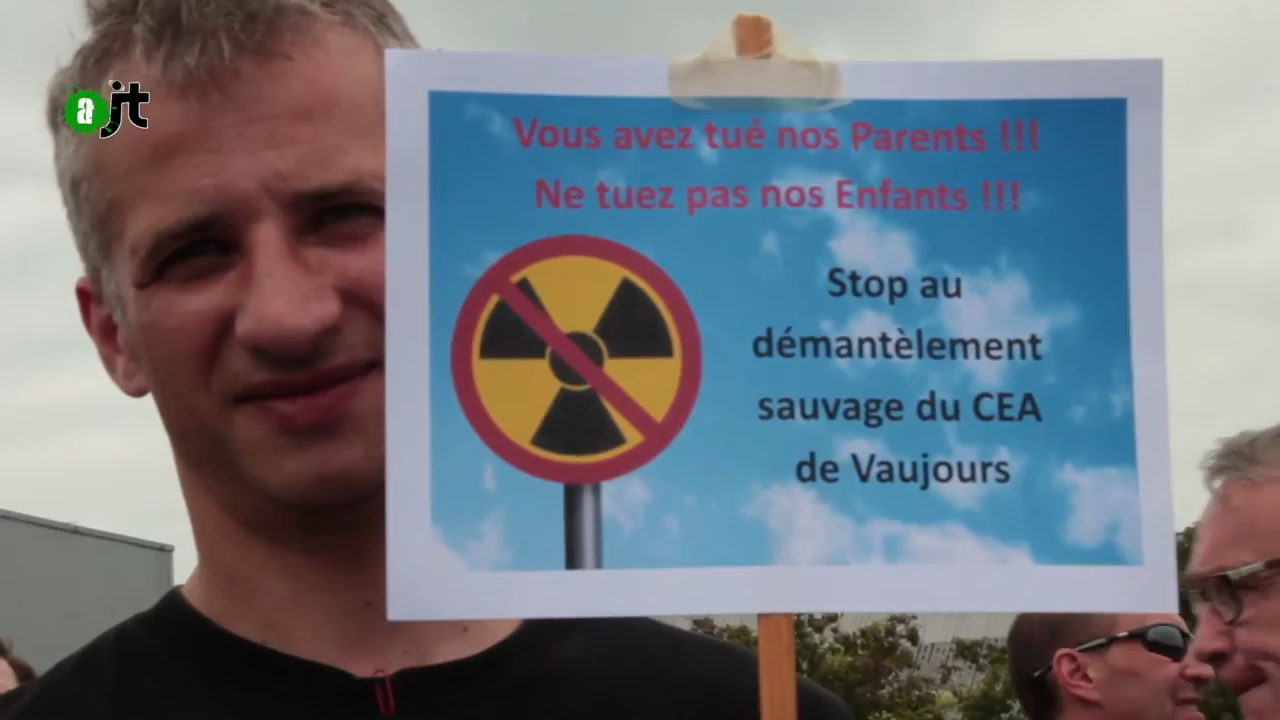 ajt
Vous avez tué nos Parents !!!
Ne tuez pas nos Enfants !!!
Stop au
démantèlement
sauvage du CEA
de Vaujours